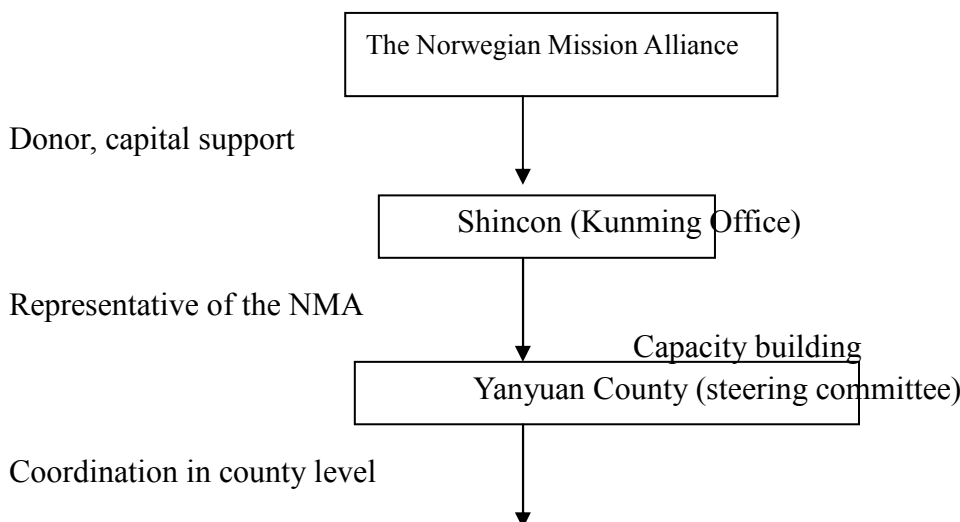 The Norwegian Mission Alliance
Donor, capital support
Shincon (Kunming Office)
Representative of the NMA
Capacity building
Yanyuan County (steering committee)
Coordination in county level